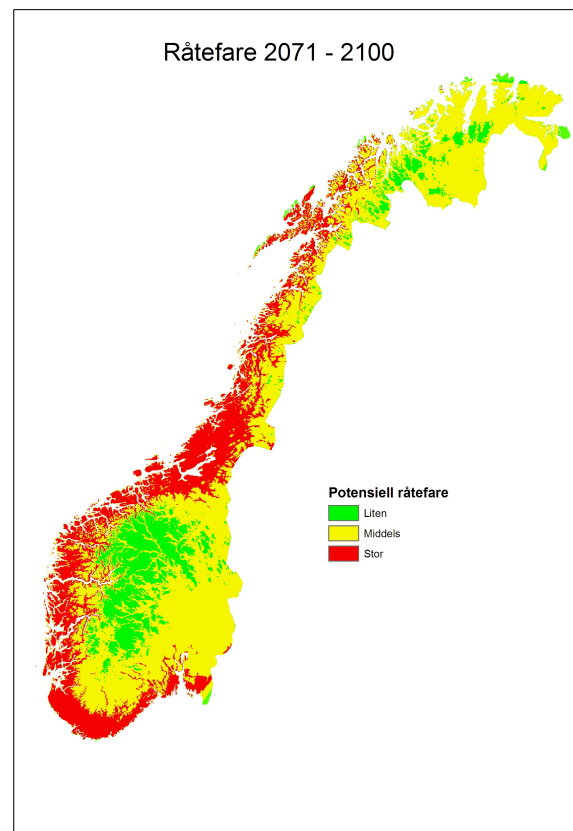 Råtefare 2071 - 2100
Potensiell råtefare
Liten
Middels
Stor